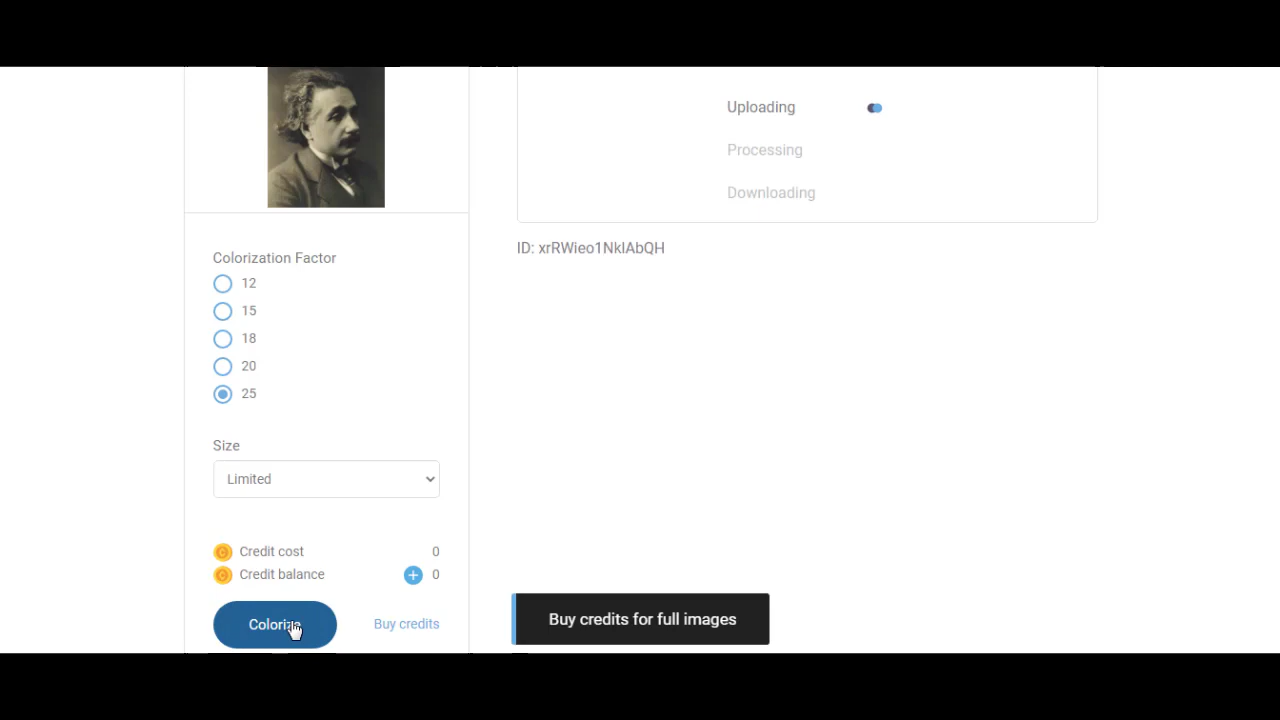 Uploading
Processing
Downloading
ID: xrRWieo1NklAbQH
Colorization Factor
12
15
18
20
25
Size
Limited
Credit cost 0
Credit balance 0
Colorize Buy credits
Buy credits for full images